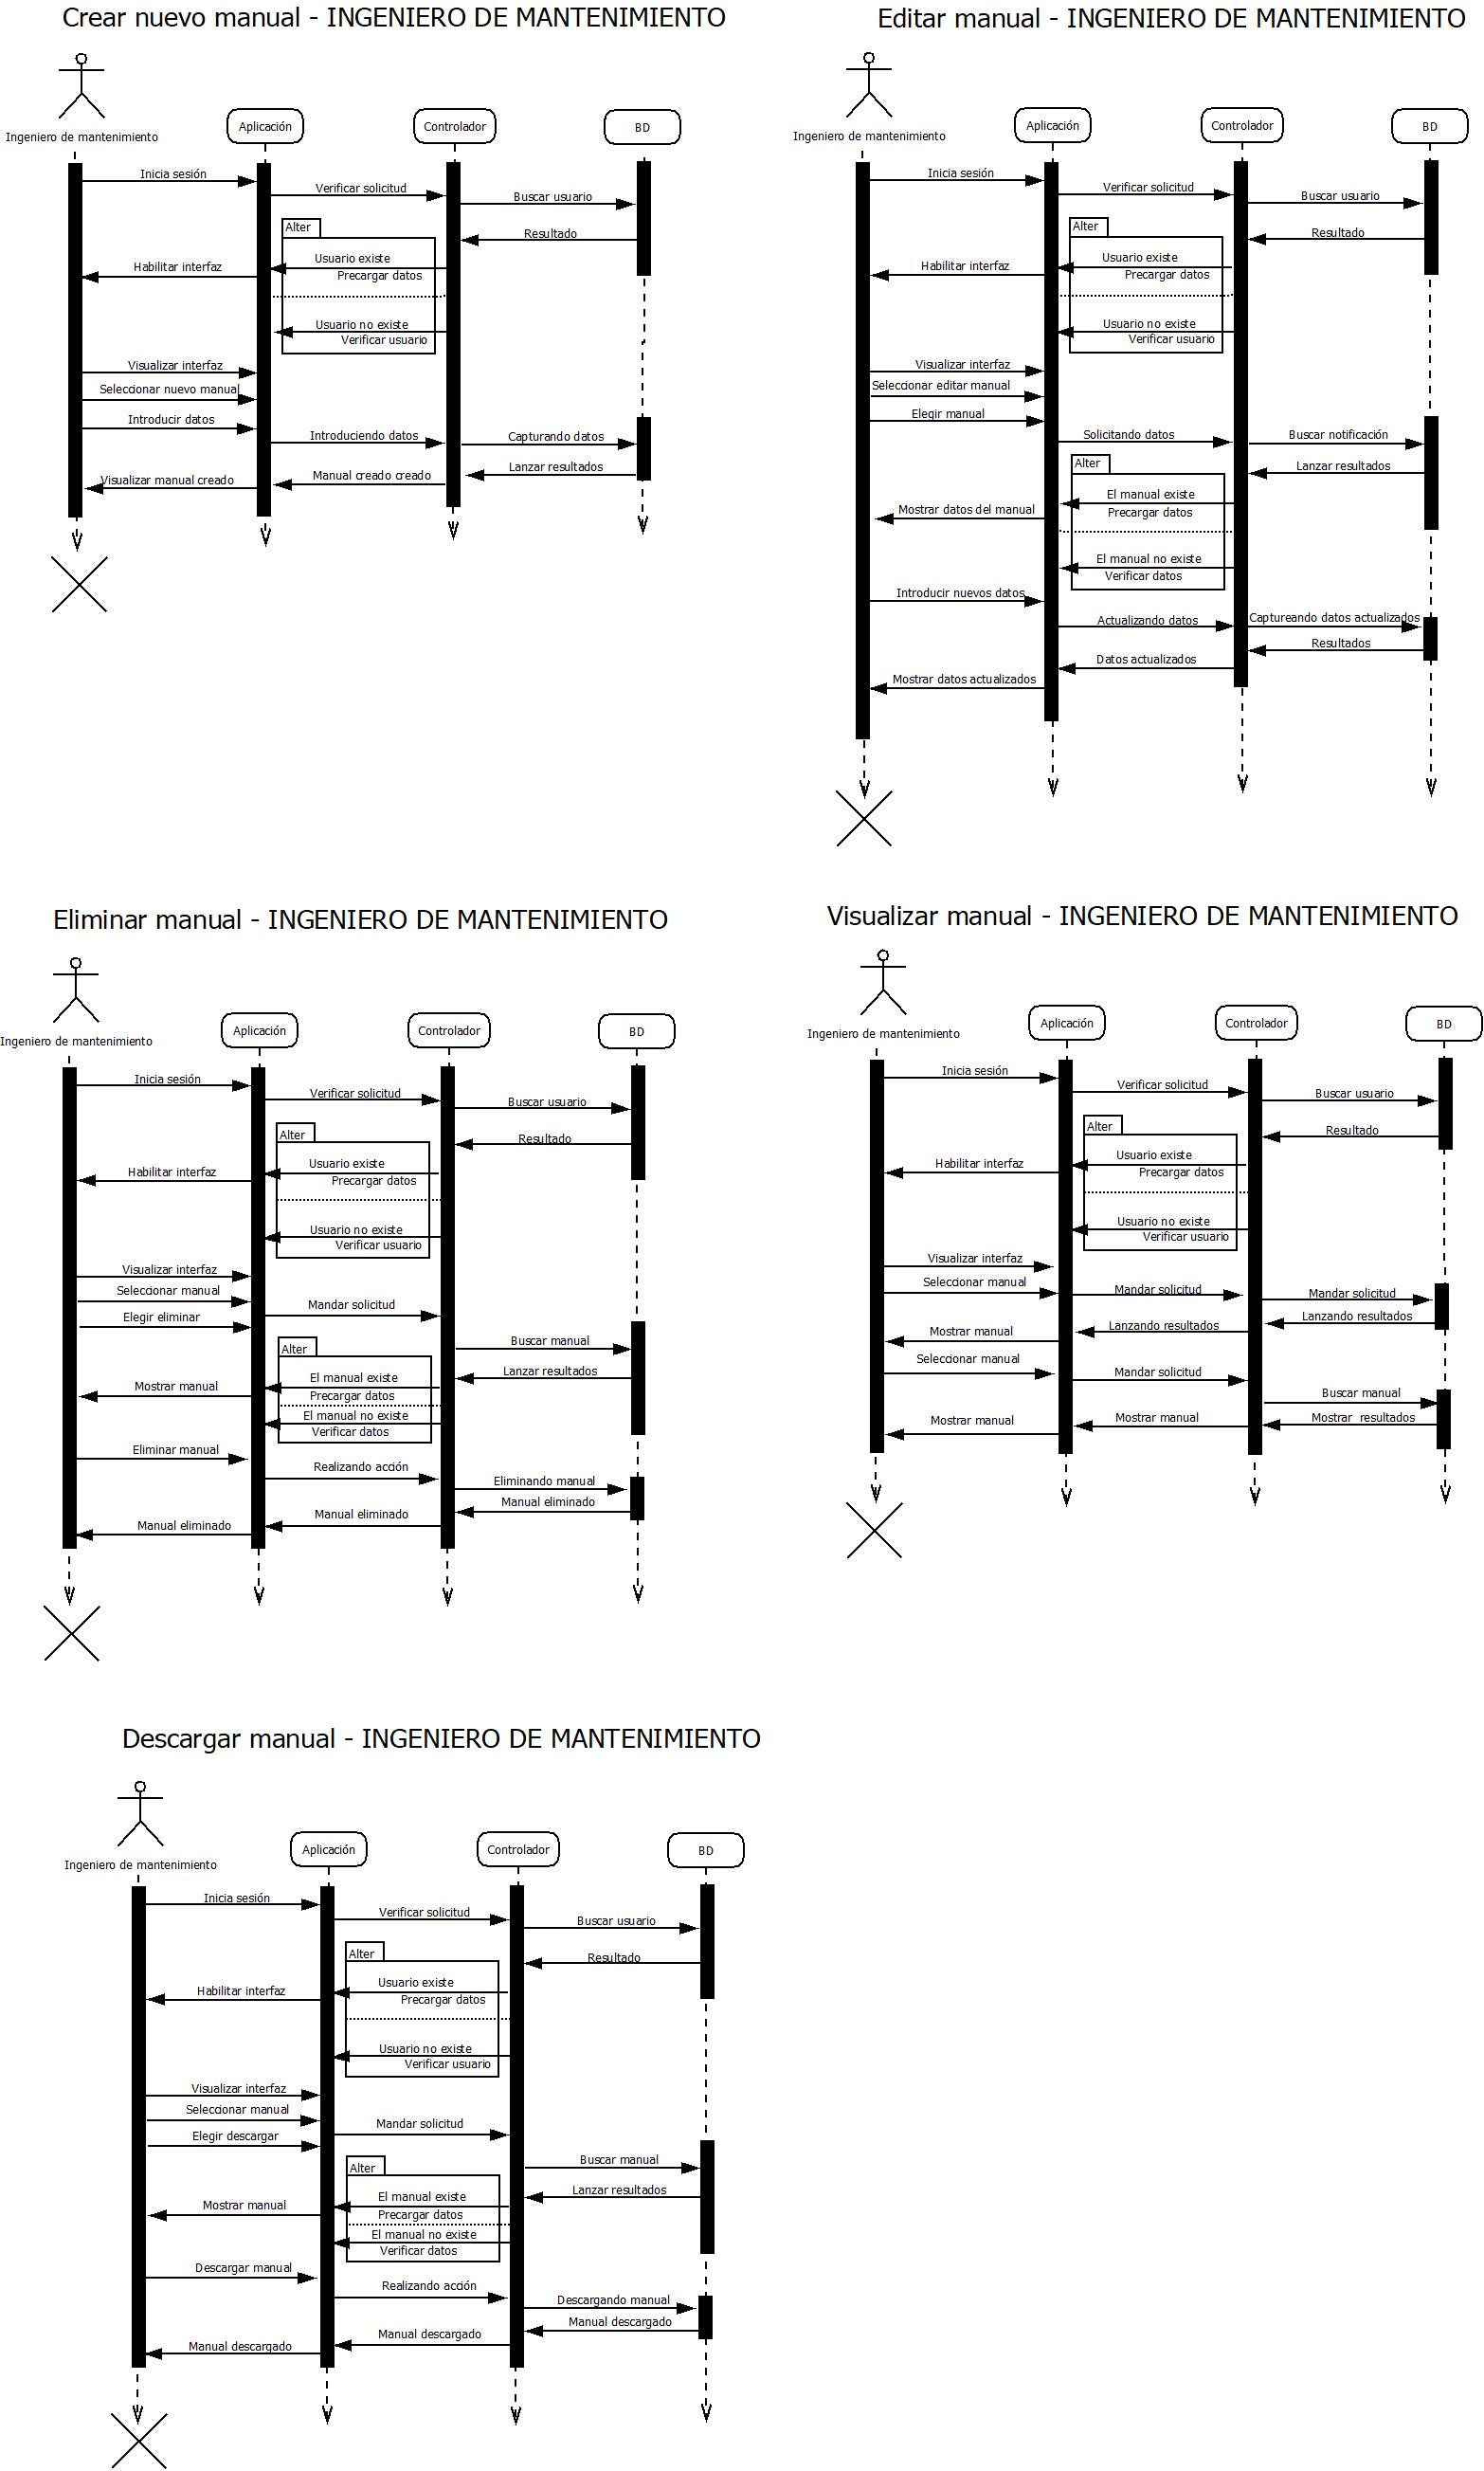 Crear nuevo manual - INGENIERO DE MANTENIMIENTO
Ingeniero de mantenimiento
Aplicación
Controlador
BD
Inicia sesión
Verificar solicitud
Buscar usuario
Resultado
Alter
Usuario existe
Precargar datos
Habilitar interfaz
Usuario no existe
Verificar usuario
Visualizar interfaz
Seleccionar nuevo manual
Introducir datos
Introduciendo datos
Capturando datos
Lanzar resultados
Manual creado creado
Visualizar manual creado
Editar manual - INGENIERO DE MANTENIMIENTO
Ingeniero de mantenimiento
Aplicación
Controlador
BD
Inicia sesión
Verificar solicitud
Buscar usuario
Resultado
Alter
Usuario existe
Precargar datos
Habilitar interfaz
Usuario no existe
Verificar usuario
Visualizar interfaz
Seleccionar editar manual
Elegir manual
Solicitando datos
Buscar notificación
Lanzar resultados
Alter
El manual existe
Precargar datos
Mostrar datos del manual
El manual no existe
Verificar datos
Introducir nuevos datos
Actualizando datos
Captureando datos actualizados
Resultados
Datos actualizados
Mostrar datos actualizados
Eliminar manual - INGENIERO DE MANTENIMIENTO
Ingeniero de mantenimiento
Aplicación
Controlador
BD
Inicia sesión
Verificar solicitud
Buscar usuario
Resultado
Alter
Usuario existe
Precargar datos
Habilitar interfaz
Usuario no existe
Verificar usuario
Visualizar interfaz
Seleccionar manual
Elegir eliminar
Mandar solicitud
Buscar manual
Lanzar resultados
Alter
El manual existe
Precargar datos
Mostrar manual
El manual no existe
Verificar datos
Eliminar manual
Realizando acción
Eliminando manual
Manual eliminado
Manual eliminado
Manual eliminado
Visualizar manual - INGENIERO DE MANTENIMIENTO
Ingeniero de mantenimiento
Aplicación
Controlador
BD
Inicia sesión
Verificar solicitud
Buscar usuario
Resultado
Alter
Usuario existe
Precargar datos
Habilitar interfaz
Usuario no existe
Verificar usuario
Visualizar interfaz
Seleccionar manual
Mandar solicitud
Mandar solicitud
Lanzando resultados
Lanzando resultados
Mostrar manual
Seleccionar manual
Mandar solicitud
Buscar manual
Mostrar resultados
Mostrar manual
Mostrar manual
Descargar manual - INGENIERO DE MANTENIMIENTO
Ingeniero de mantenimiento
Aplicación
Controlador
BD
Inicia sesión
Verificar solicitud
Buscar usuario
Resultado
Alter
Usuario existe
Precargar datos
Habilitar interfaz
Usuario no existe
Verificar usuario
Visualizar interfaz
Seleccionar manual
Elegir descargar
Mandar solicitud
Buscar manual
Lanzar resultados
Alter
El manual existe
Precargar datos
Mostrar manual
El manual no existe
Verificar datos
Descargar manual
Realizando acción
Descargando manual
Manual descargado
Manual descargado
Manual descargado